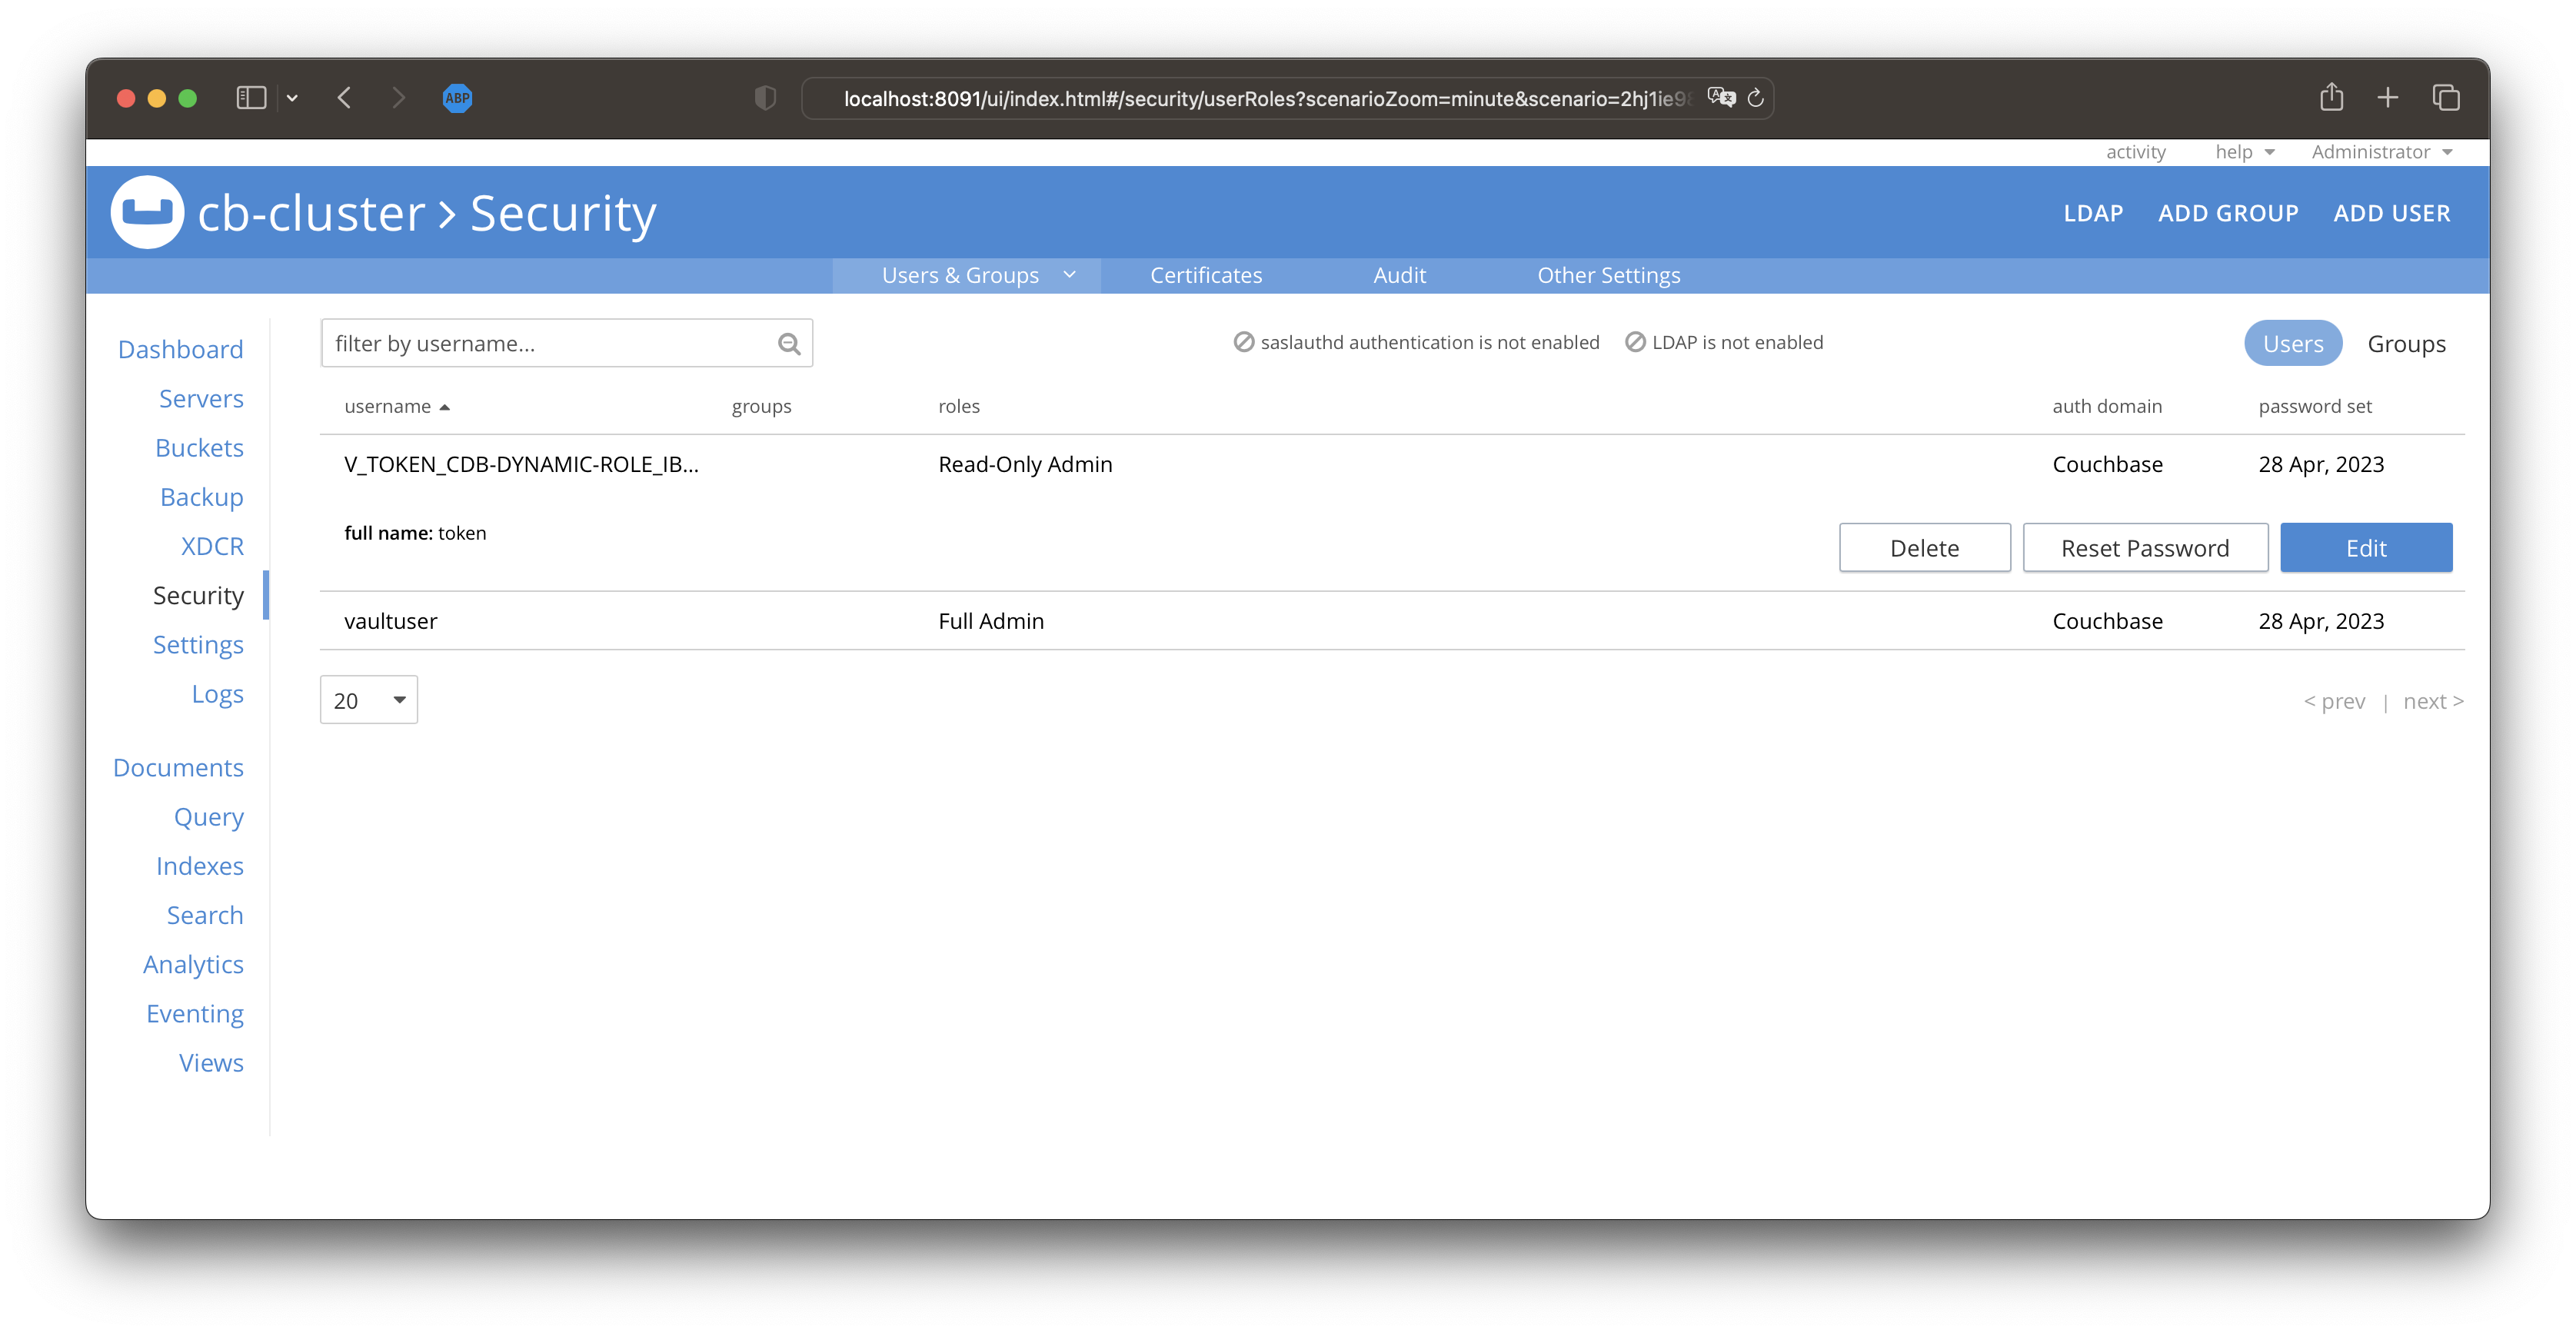 ABP
localhost:8091/ui/index.html#/security/userRoles?scenarioZoom=minute&scenario=2hj1ie98
activity help Administrator
cb-cluster > Security
LDAP ADD GROUP ADD USER
Users & Groups Certificates Audit Other Settings
Dashboard
Servers
Buckets
Backup
XDCR
Security
Settings
Logs
Documents
Query
Indexes
Search
Analytics
Eventing
Views
filter by username...
saslauthd authentication is not enabled LDAP is not enabled
Users Groups
username groups roles auth domain password set
V_TOKEN_CDB-DYNAMIC-ROLE_IB... Read-Only Admin Couchbase 28 Apr, 2023
full name: token
Delete Reset Password Edit
vaultuser Full Admin Couchbase 28 Apr, 2023
20
< prev | next >